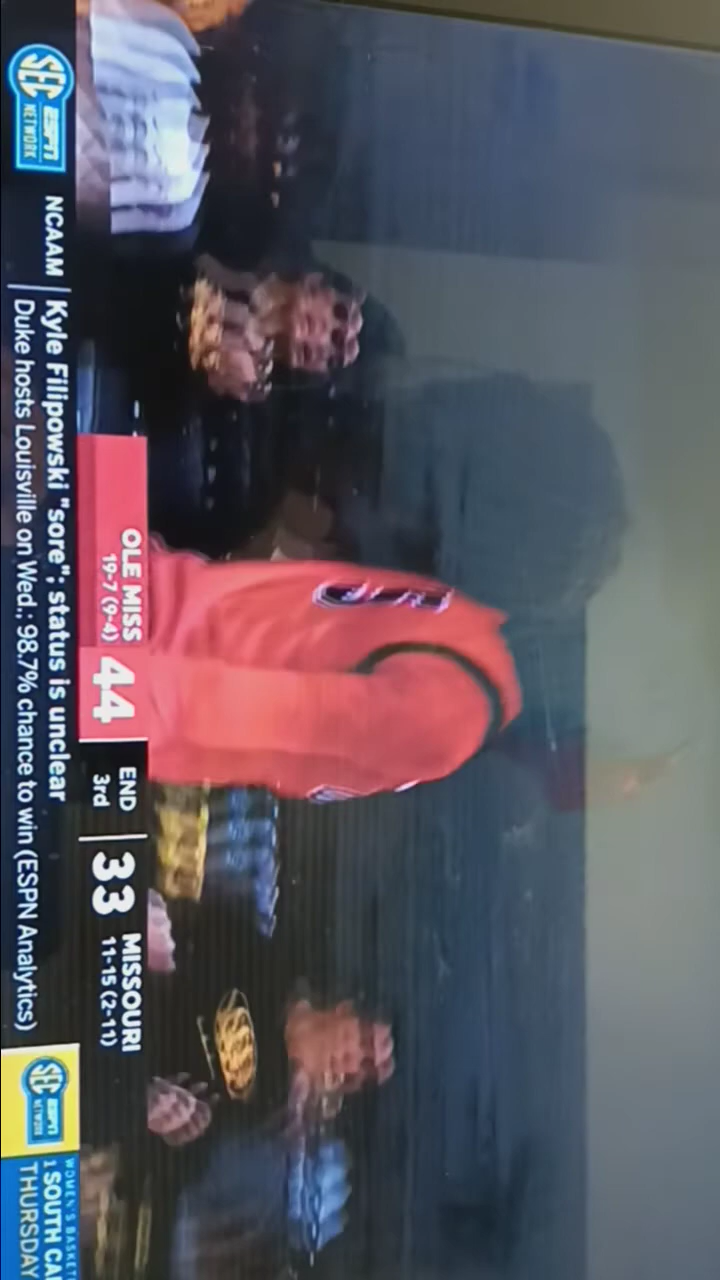 OLE MISS
19-7 (9-4)
44
END
3rd
33
MISSOURI
11-15 (2-11)
SEC
ESPN
NETWORK
NCAAM
Kyle Filipowski "sore"; status is unclear
Duke hosts Louisville on Wed.; 98.7% chance to win (ESPN Analytics)
SEC
ESPN
NETWORK
WOMEN'S BASKET
1 SOUTH CA
THURSDAY